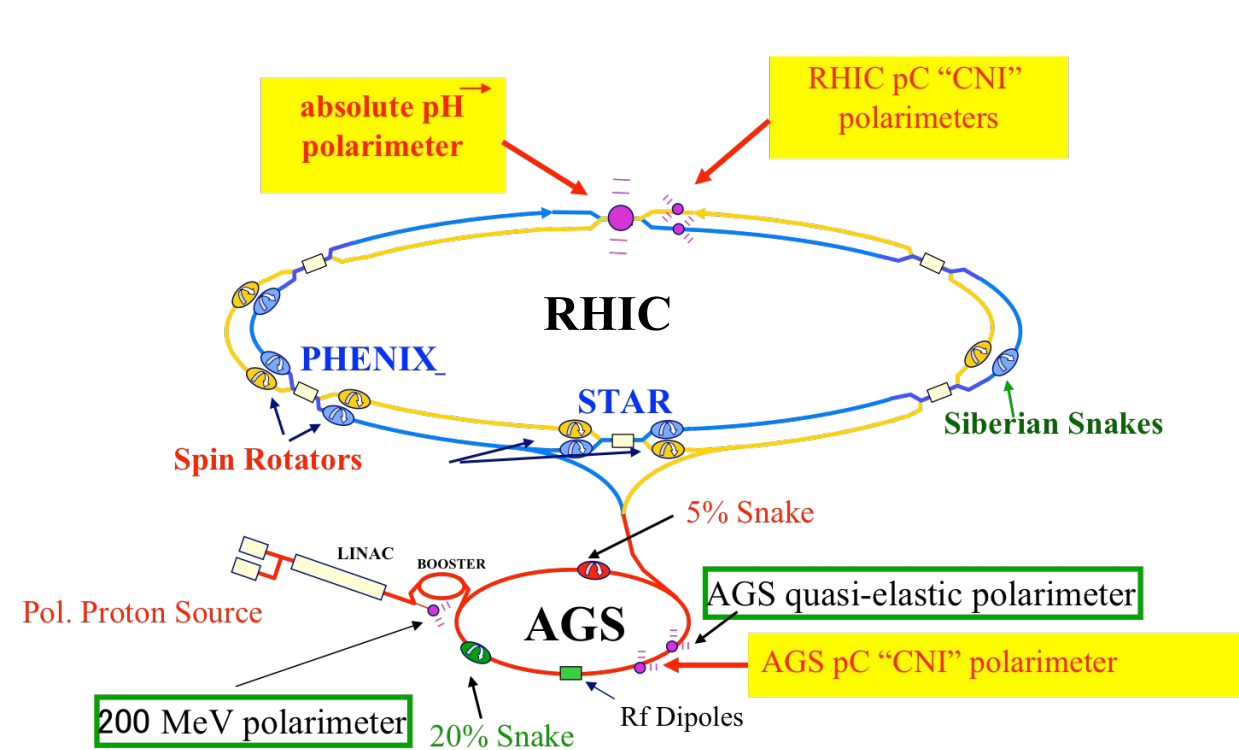 absolute pH
polarimeter
RHIC pC “CNI”
polarimeters
RHIC
PHENIX_
STAR
Siberian Snakes
Spin Rotators
5% Snake
LINAC
BOOSTER
AGS quasi-elastic polarimeter
Pol. Proton Source
AGS
AGS pC “CNI” polarimeter
200 MeV polarimeter
Rf Dipoles
20% Snake